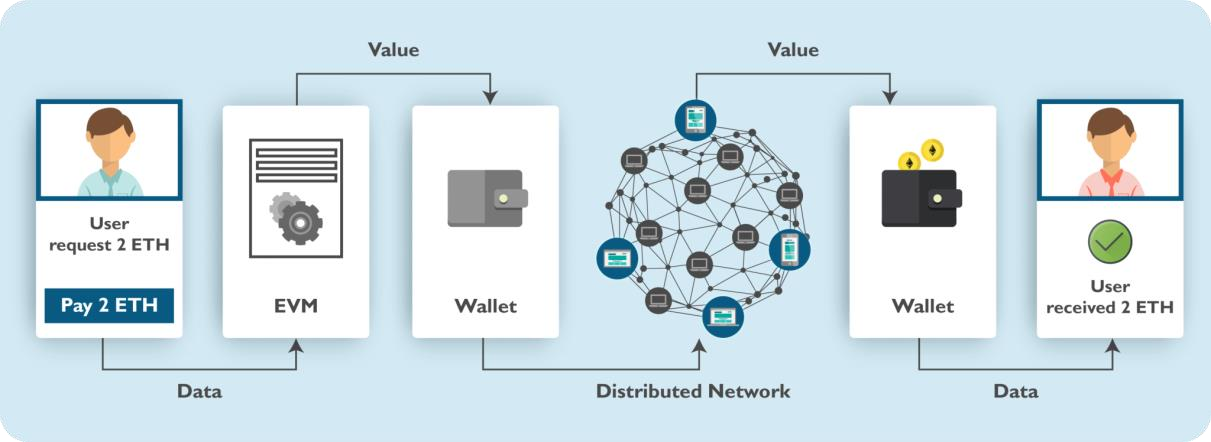 Value
Value
User
request 2 ETH
Pay 2 ETH
EVM
Wallet
Wallet
User
received 2 ETH
Data
Distributed Network
Data